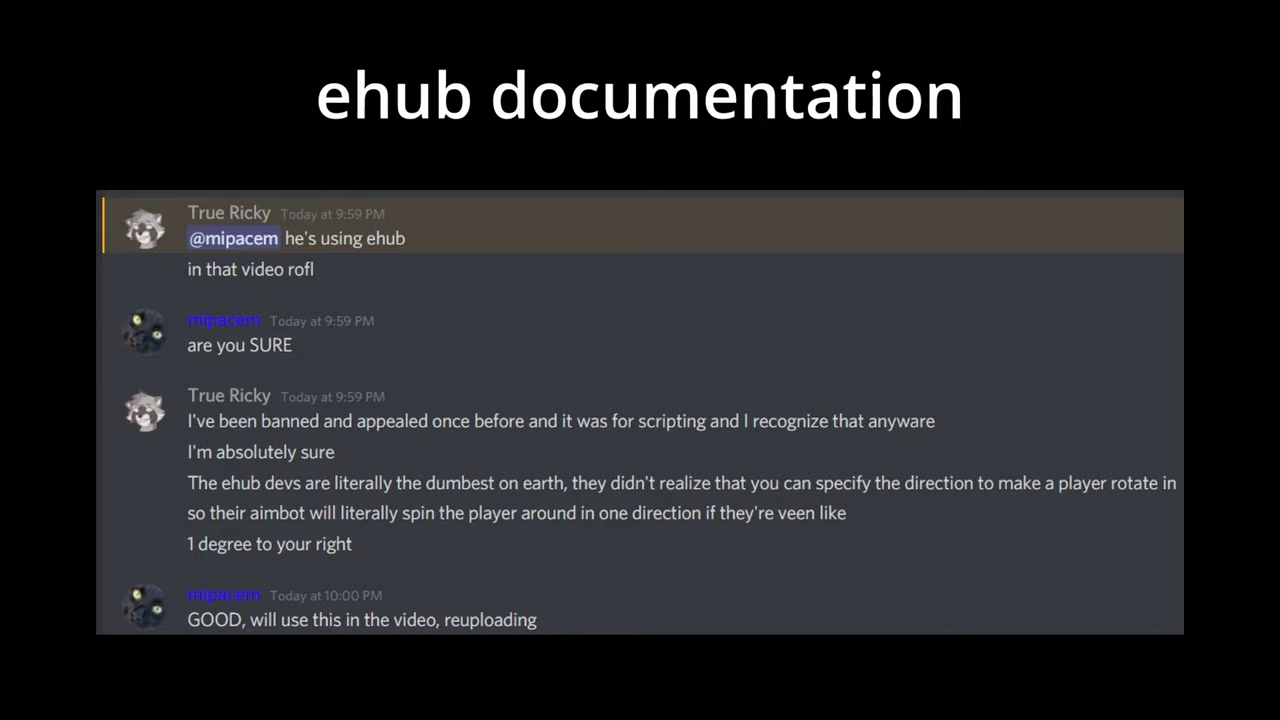 ehub documentation
True Ricky Today at 9:59 PM
@mipacem he's using ehub
in that video rofl
mipacem Today at 9:59 PM
are you SURE
True Ricky Today at 9:59 PM
I've been banned and appealed once before and it was for scripting and I recognize that anyware
I'm absolutely sure
The ehub devs are literally the dumbest on earth, they didn't realize that you can specify the direction to make a player rotate in
so their aimbot will literally spin the player around in one direction if they're veen like
1 degree to your right
mipacem Today at 10:00 PM
GOOD, will use this in the video, reuploading